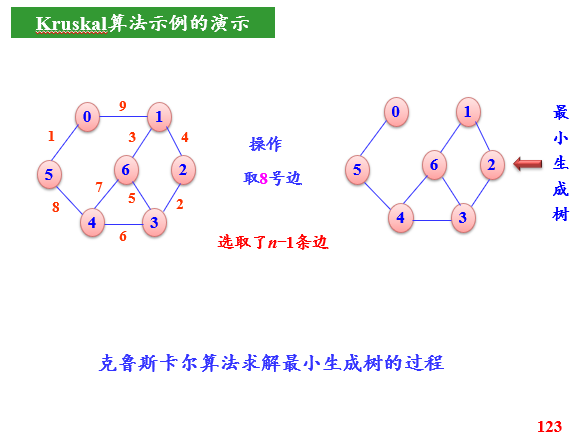 Kruskal算法示例的演示
9
0 1
1 3 4
5 6 2
7 5 2
8
4 3
6
操作
取8号边
选取了n−1条边
0 1
5 6 2
4 3
最小生成树
克鲁斯卡尔算法求解最小生成树的过程
123